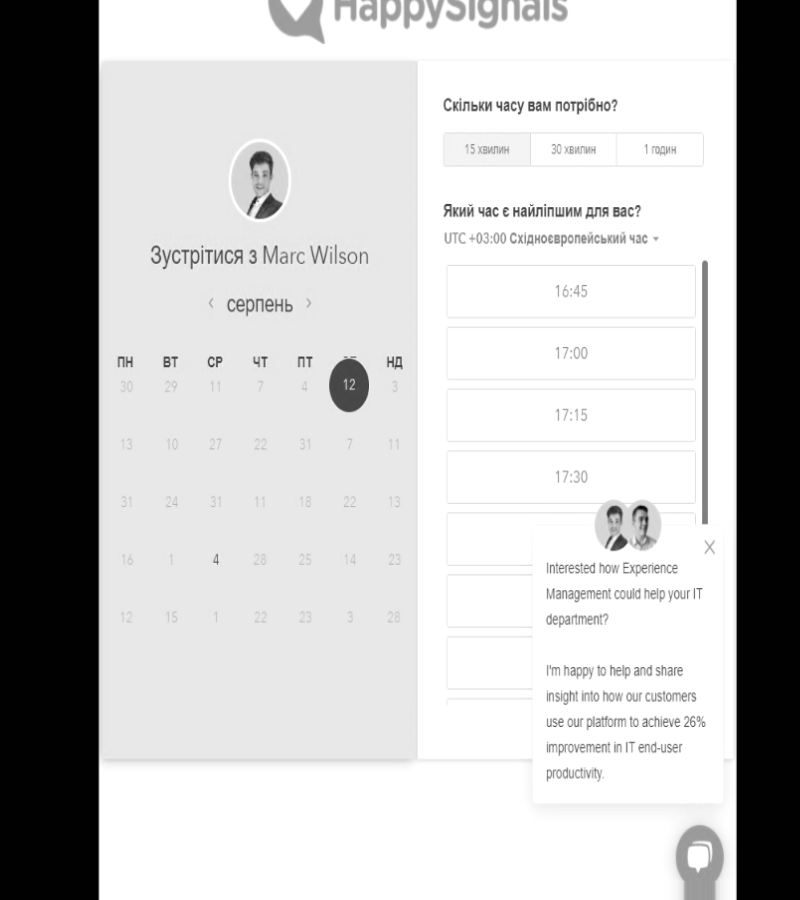 HappySignals
Зустрітися з Marc Wilson
серпень
ПН ВТ СР ЧТ ПТ НД
30 29 11 7 4 12 3
13 10 27 22 31 7 11
31 24 31 11 18 22 13
16 1 4 28 25 14 23
12 15 1 22 23 3 28
Скільки часу вам потрібно?
15 хвилин 30 хвилин 1 годин
Який час є найліпшим для вас?
UTC +03:00 Східноєвропейський час
16:45
17:00
17:15
17:30
X
Interested how Experience
Management could help your IT
department?
I'm happy to help and share
insight into how our customers
use our platform to achieve 26%
improvement in IT end-user
productivity.